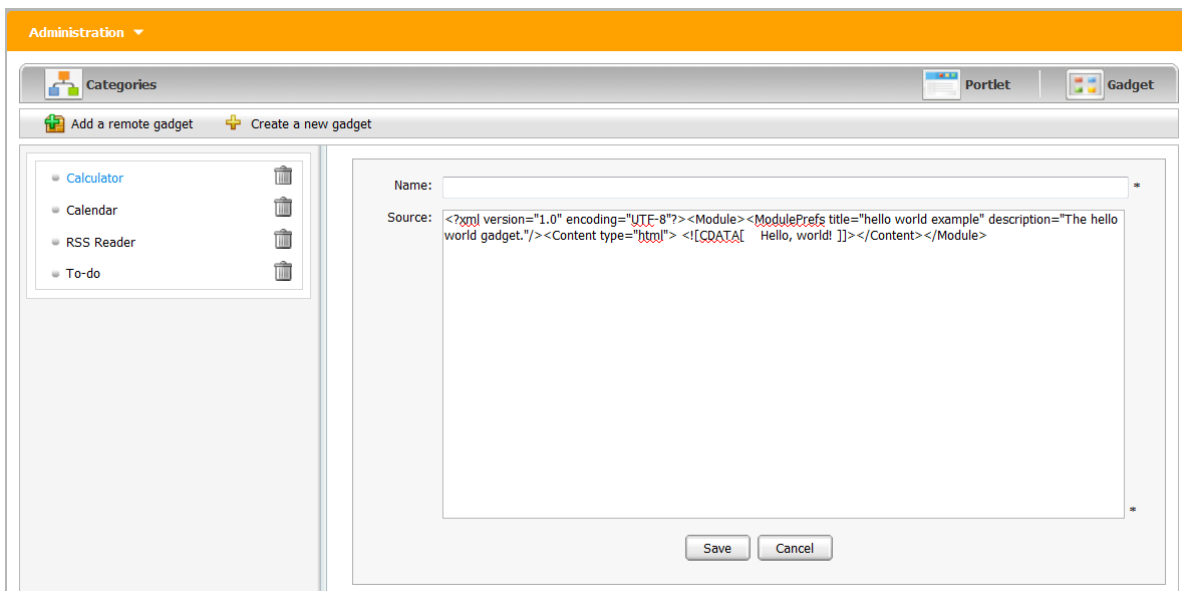 Administration
Categories Portlet Gadget
Add a remote gadget Create a new gadget
Calculator
Calendar
RSS Reader
To-do
Name: *
Source: <?xml version="1.0" encoding="UTF-8"?><Module><ModulePrefs title="hello world example" description="The hello
world gadget."/><Content type="html"> <![CDATA[ Hello, world! ]]></Content></Module>
*
Save Cancel